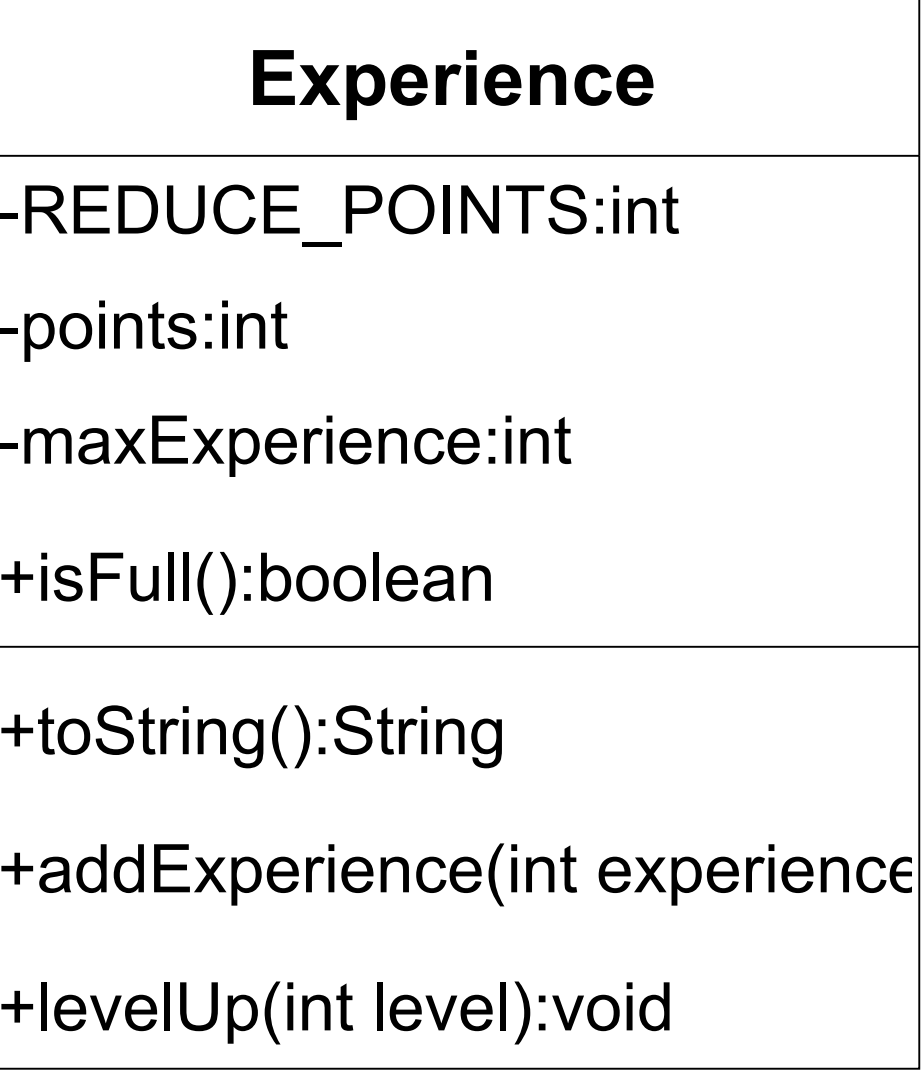 Experience
-REDUCE_POINTS:int
-points:int
-maxExperience:int
+isFull():boolean
+toString():String
+addExperience(int experience
+levelUp(int level):void